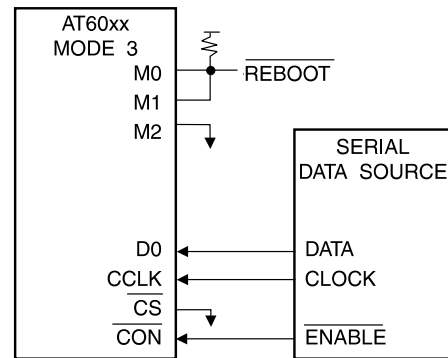 AT60xx
MODE 3
M0
REBOOT
M1
M2
SERIAL
DATA SOURCE
D0
DATA
CCLK
CLOCK
CS
CON
ENABLE